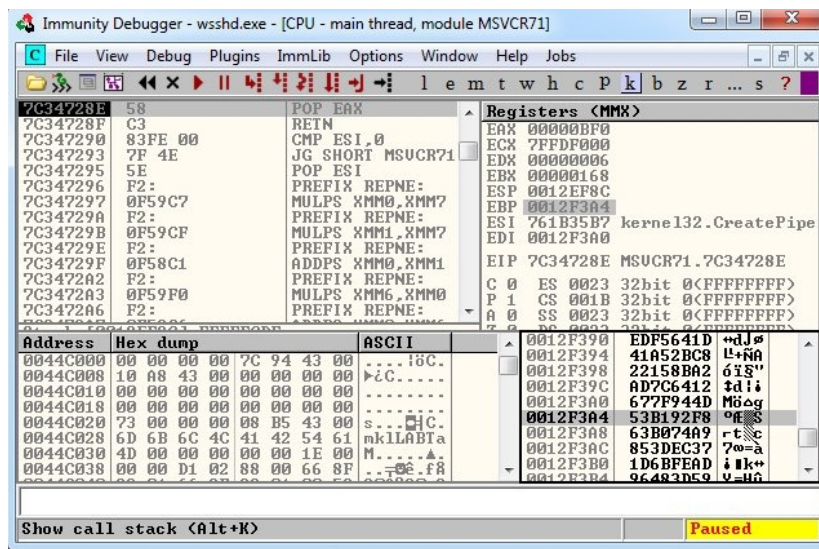 Immunity Debugger - wsshd.exe - [CPU - main thread, module MSVCR71]
C File View Debug Plugins ImmLib Options Window Help Jobs
l e m t w h c P k b z r ... s ?
7C34728E 58 POP EAX
7C34728F C3 RETN
7C347290 83FE 00 CMP ESI,0
7C347293 7F 4E JG SHORT MSVCR71
7C347295 5E POP ESI
7C347296 F2: PREFIX REPNE:
7C347297 0F59C7 MULPS XMM0,XMM7
7C34729A F2: PREFIX REPNE:
7C34729B 0F59CF MULPS XMM1,XMM7
7C34729E F2: PREFIX REPNE:
7C34729F 0F58C1 ADDPS XMM0,XMM1
7C3472A2 F2: PREFIX REPNE:
7C3472A3 0F59F0 MULPS XMM6,XMM0
7C3472A6 F2: PREFIX REPNE:
Registers (MMX)
EAX 00000BF0
ECX 7FFDF000
EDX 00000006
EBX 00000168
ESP 0012EF8C
EBP 0012F3A4
ESI 761B35B7 kernel32.CreatePipe
EDI 0012F3A0
EIP 7C34728E MSVCR71.7C34728E
C 0 ES 0023 32bit 0(FFFFFFFF)
P 1 CS 001B 32bit 0(FFFFFFFF)
A 0 SS 0023 32bit 0(FFFFFFFF)
Address Hex dump ASCII
0044C000 00 00 00 00 7C 94 43 00 ....|öC.
0044C008 10 A8 43 00 00 00 00 00 ►¿C.....
0044C010 00 00 00 00 00 00 00 00 ........
0044C018 00 00 00 00 00 00 00 00 ........
0044C020 73 00 00 00 08 B5 43 00 s...◘╡C.
0044C028 6D 6B 6C 4C 41 42 54 61 mklLABTa
0044C030 4D 00 00 00 00 00 1E 00 M.....▲.
0044C038 00 00 D1 02 88 00 66 8F ..╤☻ê.fÅ
0012F390 EDF5641D ↔dJø
0012F394 41A52BC8 ╚+ÑA
0012F398 22158BA2 óï§"
0012F39C AD7C6412 ↕d|¡
0012F3A0 677F944D Mö⌂g
0012F3A4 53B192F8 °Æ▒S
0012F3A8 63B074A9 ⌐t░c
0012F3AC 853DEC37 7∞=à
0012F3B0 1D6BFEAD ¡■k↔
0012F3B4 96483D59 Y=Hû
Show call stack (Alt+K)
Paused